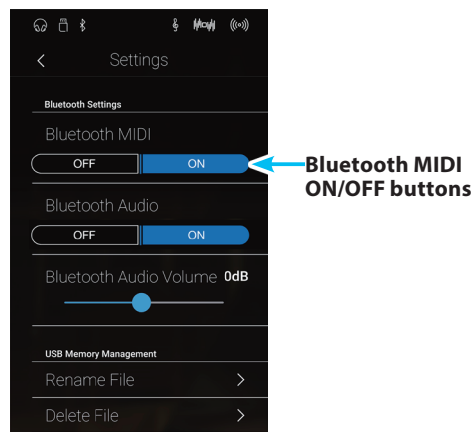 Settings
Bluetooth Settings
Bluetooth MIDI
OFF ON
Bluetooth MIDI
ON/OFF buttons
Bluetooth Audio
OFF ON
Bluetooth Audio Volume 0dB
USB Memory Management
Rename File
Delete File